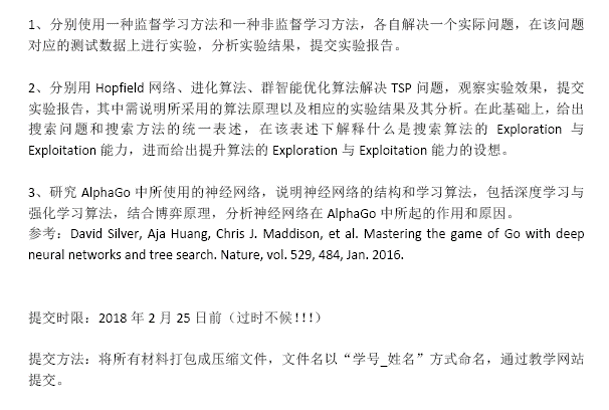 1、分别使用一种监督学习方法和一种非监督学习方法，各自解决一个实际问题，在该问题
对应的测试数据上进行实验，分析实验结果，提交实验报告。
2、分别用 Hopfield 网络、进化算法、群智能优化算法解决 TSP 问题，观察实验效果，提交
实验报告，其中需说明所采用的算法原理以及相应的实验结果及其分析。在此基础上，给出
搜索问题和搜索方法的统一表述，在该表述下解释什么是搜索算法的 Exploration 与
Exploitation 能力，进而给出提升算法的 Exploration 与 Exploitation 能力的设想。
3、研究 AlphaGo 中所使用的神经网络，说明神经网络的结构和学习算法，包括深度学习与
强化学习算法，结合博弈原理，分析神经网络在 AlphaGo 中所起的作用和原因。
参考：David Silver, Aja Huang, Chris J. Maddison, et al. Mastering the game of Go with deep
neural networks and tree search. Nature, vol. 529, 484, Jan. 2016.
提交时限：2018 年 2 月 25 日前（过时不候!!!）
提交方法：将所有材料打包成压缩文件，文件名以“学号_姓名”方式命名，通过教学网站
提交。